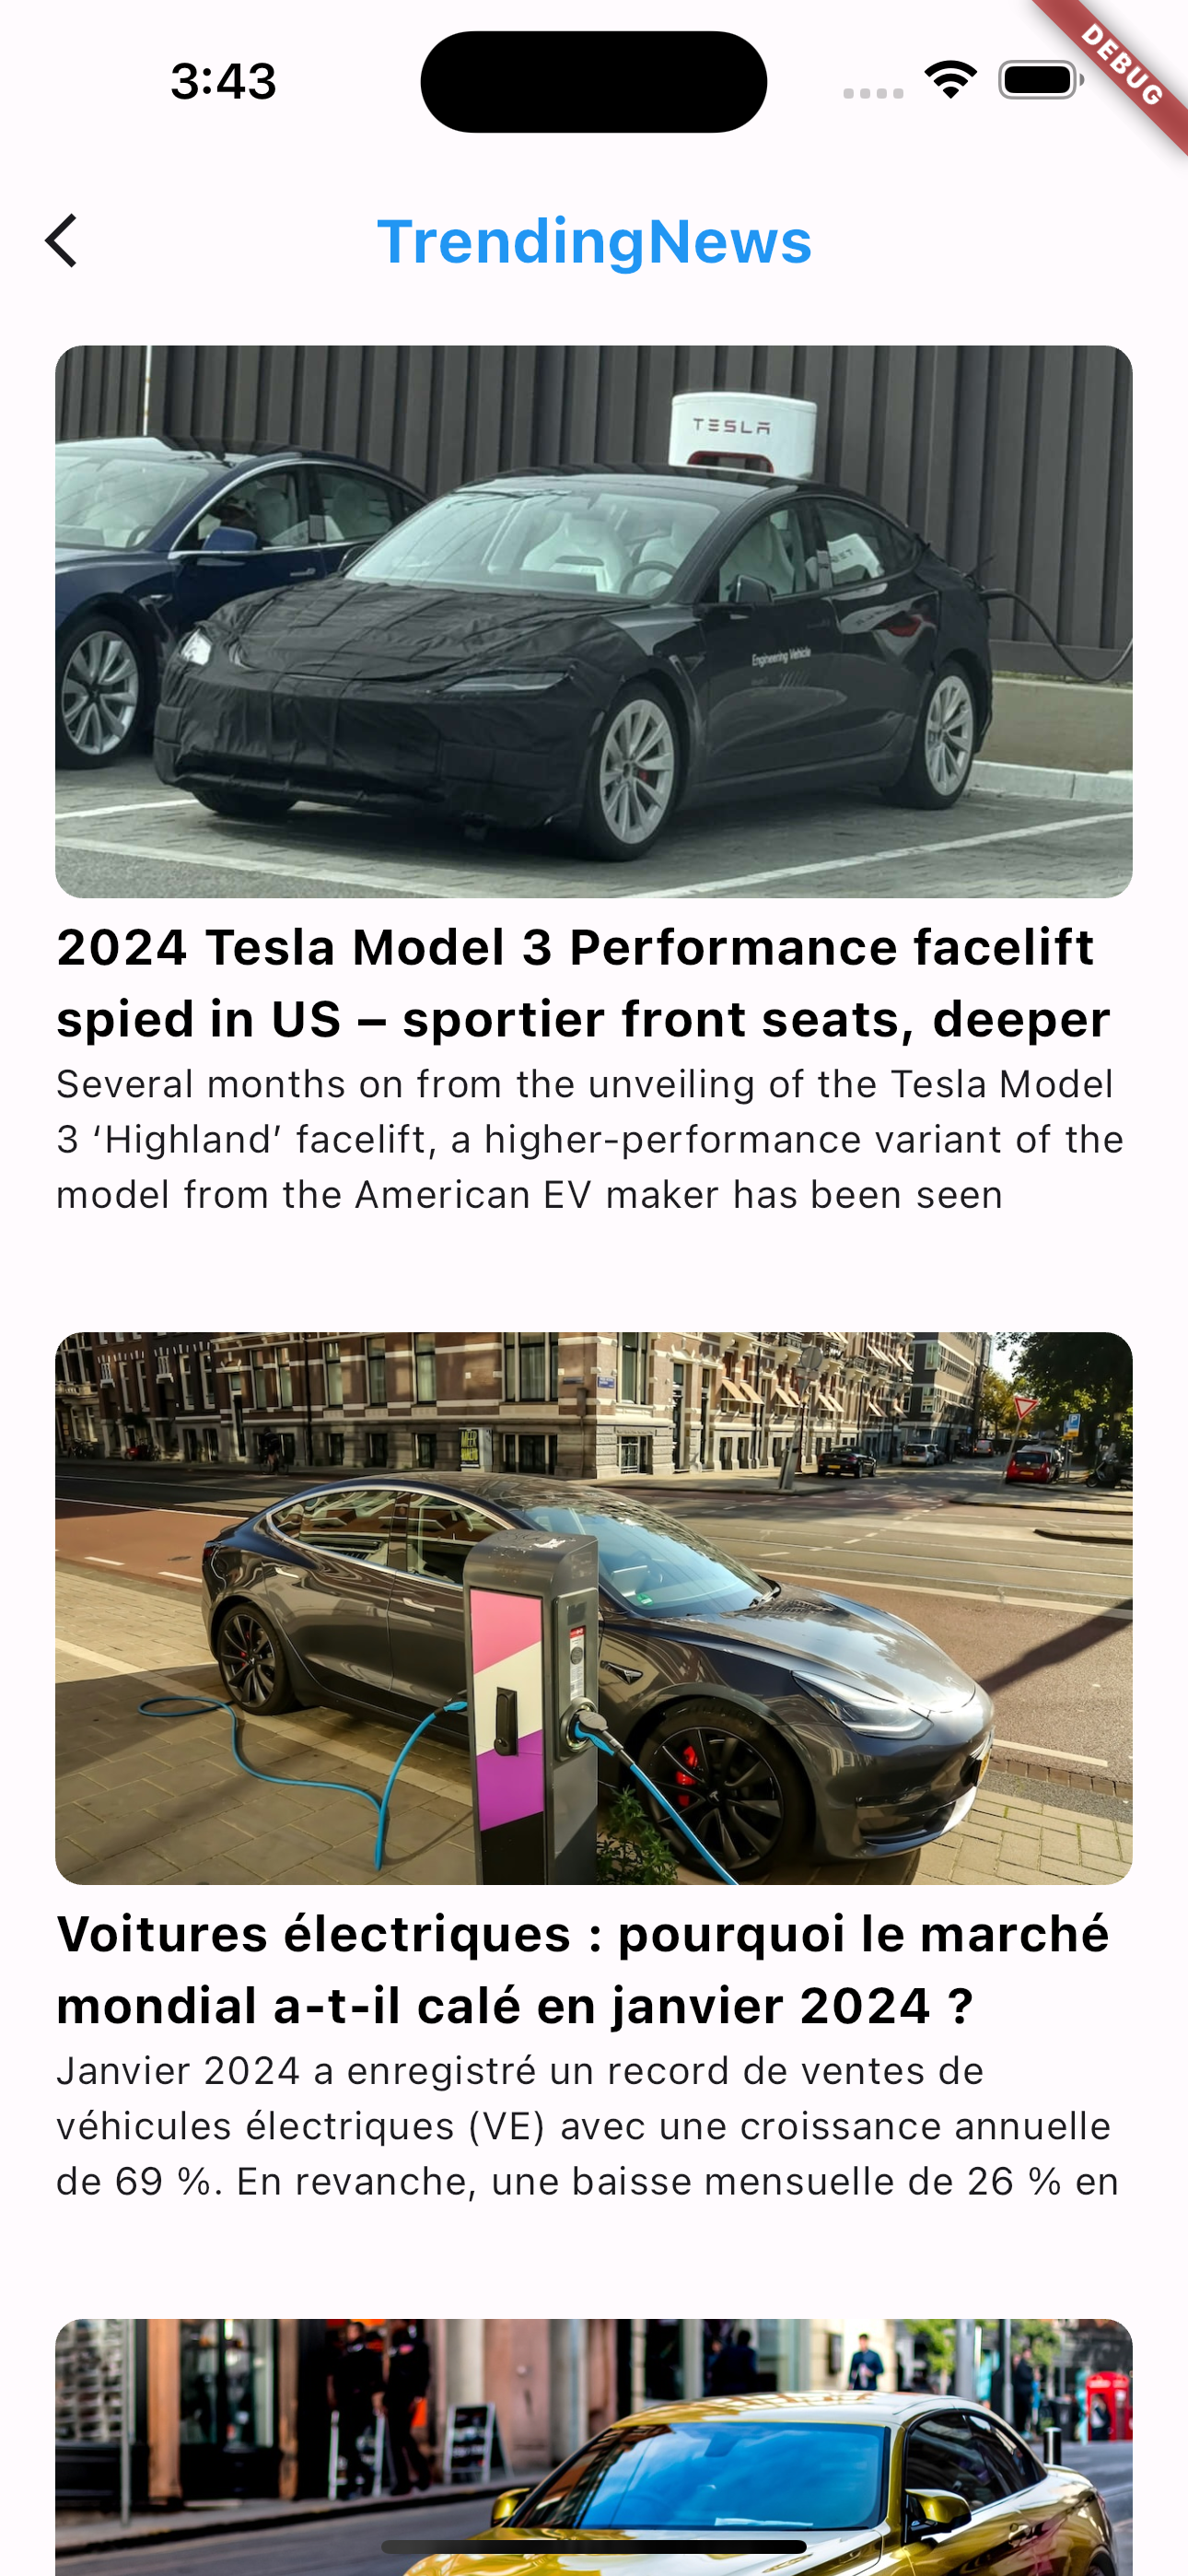 3:43
DEBUG
TrendingNews
TESLA
Engineering Vehicle
2024 Tesla Model 3 Performance facelift
spied in US – sportier front seats, deeper
Several months on from the unveiling of the Tesla Model
3 ‘Highland’ facelift, a higher-performance variant of the
model from the American EV maker has been seen
Voitures électriques : pourquoi le marché
mondial a-t-il calé en janvier 2024 ?
Janvier 2024 a enregistré un record de ventes de
véhicules électriques (VE) avec une croissance annuelle
de 69 %. En revanche, une baisse mensuelle de 26 % en